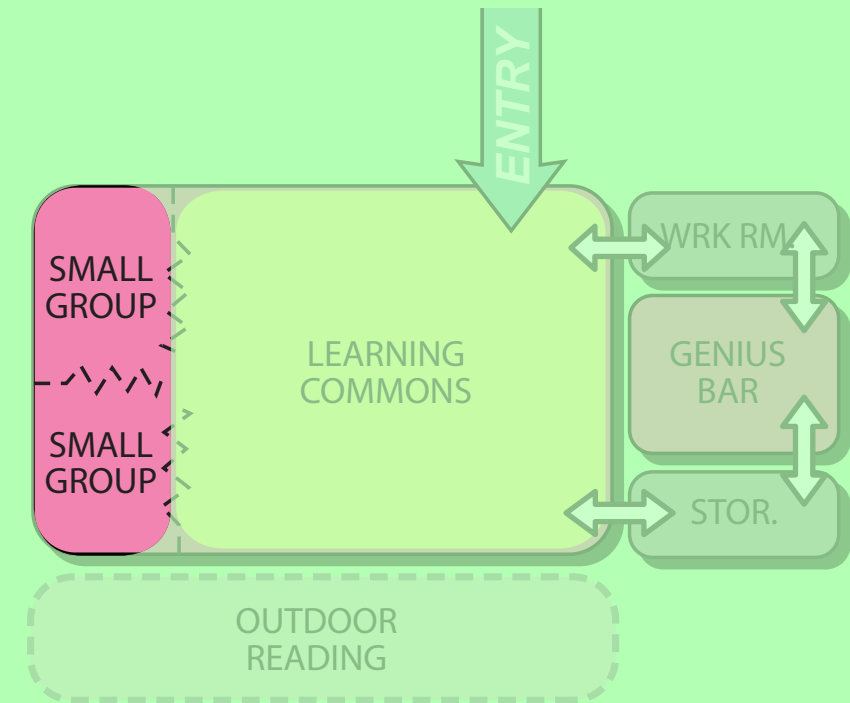 ENTRY
SMALL
GROUP
WRK RM.
LEARNING
COMMONS
GENIUS
BAR
SMALL
GROUP
STOR.
OUTDOOR
READING